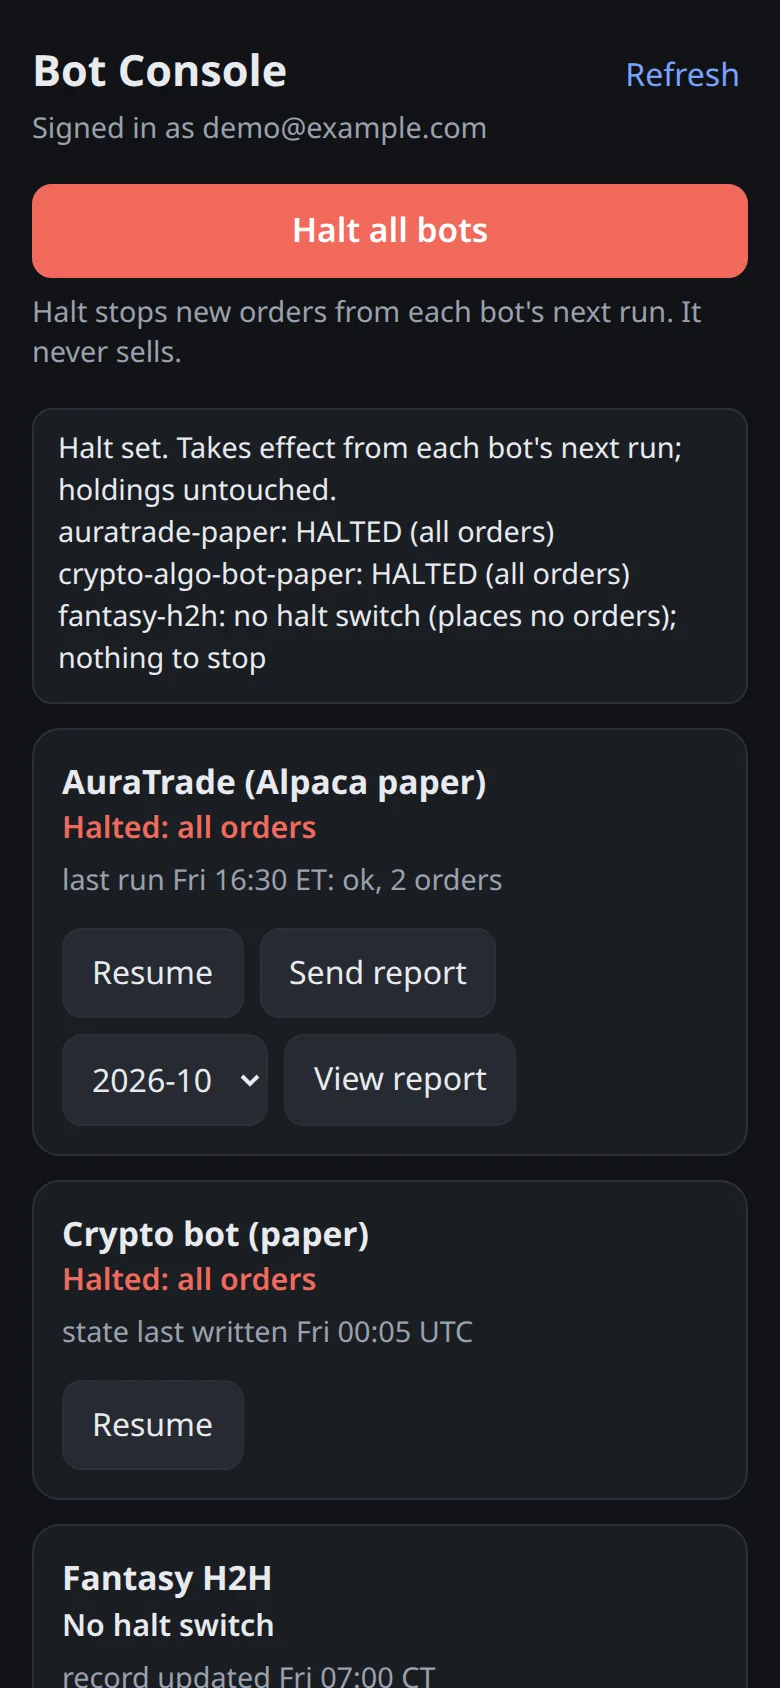 Bot Console
Refresh
Signed in as demo@example.com
Halt all bots
Halt stops new orders from each bot's next run. It
never sells.
Halt set. Takes effect from each bot's next run;
holdings untouched.
auratrade-paper: HALTED (all orders)
crypto-algo-bot-paper: HALTED (all orders)
fantasy-h2h: no halt switch (places no orders);
nothing to stop
AuraTrade (Alpaca paper)
Halted: all orders
last run Fri 16:30 ET: ok, 2 orders
Resume
Send report
2026-10
View report
Crypto bot (paper)
Halted: all orders
state last written Fri 00:05 UTC
Resume
Fantasy H2H
No halt switch
record updated Fri 07:00 CT